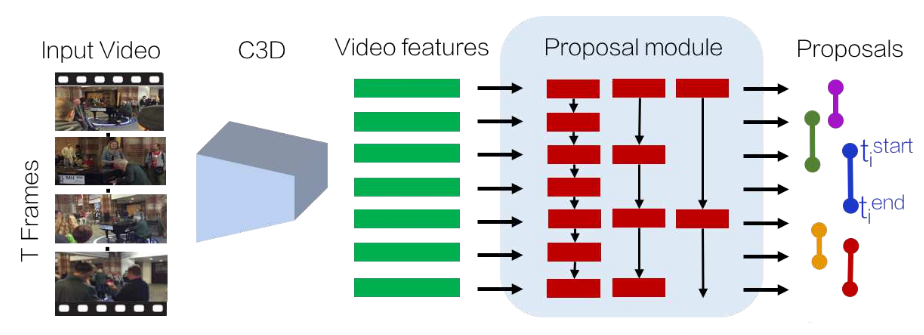 Input Video
C3D
Video features
Proposal module
Proposals
T Frames
t_i^start
t_i^end